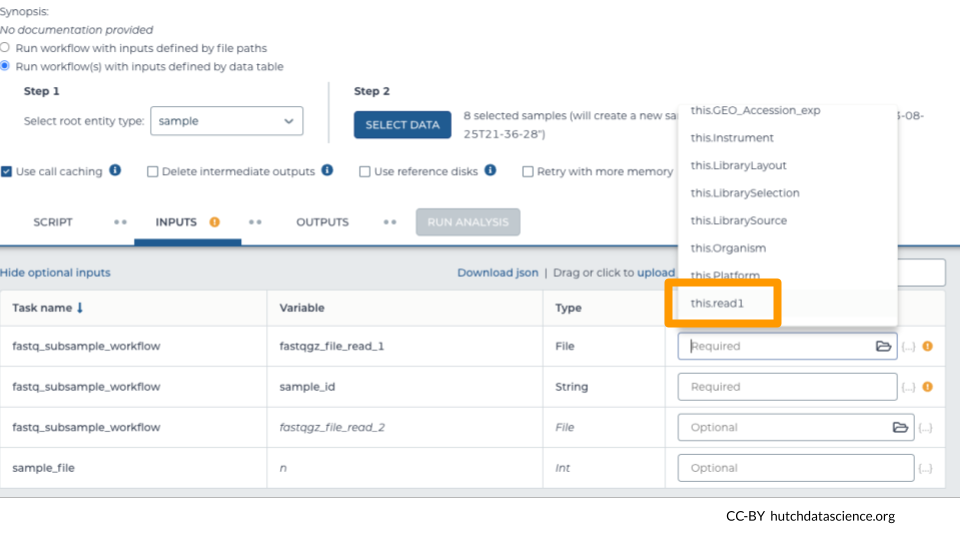 Synopsis:
No documentation provided
Run workflow with inputs defined by file paths
Run workflow(s) with inputs defined by data table
Step 1
Step 2
Select root entity type:
sample
SELECT DATA
8 selected samples (will create a new sa
-08-
25T21-36-28")
Use call caching
Delete intermediate outputs
Use reference disks
Retry with more memory
SCRIPT
INPUTS
OUTPUTS
RUN ANALYSIS
this.GEO_Accession_exp
this.Instrument
this.LibraryLayout
this.LibrarySelection
this.LibrarySource
this.Organism
this.Platform
this.read1
Hide optional inputs
Download json | Drag or click to upload
Task name ↓ Variable Type
fastq_subsample_workflow fastqgz_file_read_1 File Required {...}
fastq_subsample_workflow sample_id String Required {...}
fastq_subsample_workflow fastqgz_file_read_2 File Optional {...}
sample_file n Int Optional {...}
CC-BY hutchdatascience.org